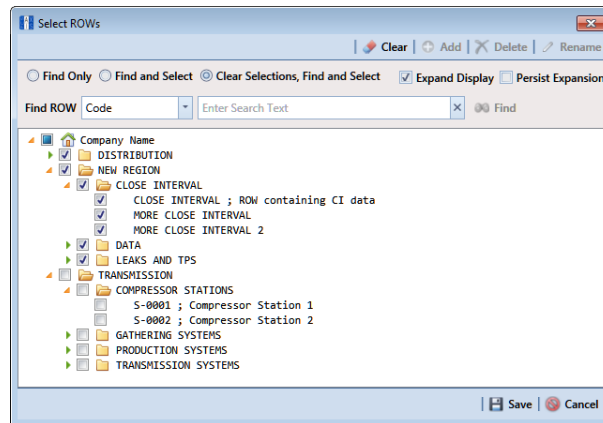 Select ROWs
Clear Add Delete Rename
Find Only Find and Select Clear Selections, Find and Select Expand Display Persist Expansion
Find ROW Code Enter Search Text Find
Company Name
DISTRIBUTION
NEW REGION
CLOSE INTERVAL
CLOSE INTERVAL ; ROW containing CI data
MORE CLOSE INTERVAL
MORE CLOSE INTERVAL 2
DATA
LEAKS AND TPS
TRANSMISSION
COMPRESSOR STATIONS
S-0001 ; Compressor Station 1
S-0002 ; Compressor Station 2
GATHERING SYSTEMS
PRODUCTION SYSTEMS
TRANSMISSION SYSTEMS
Save Cancel